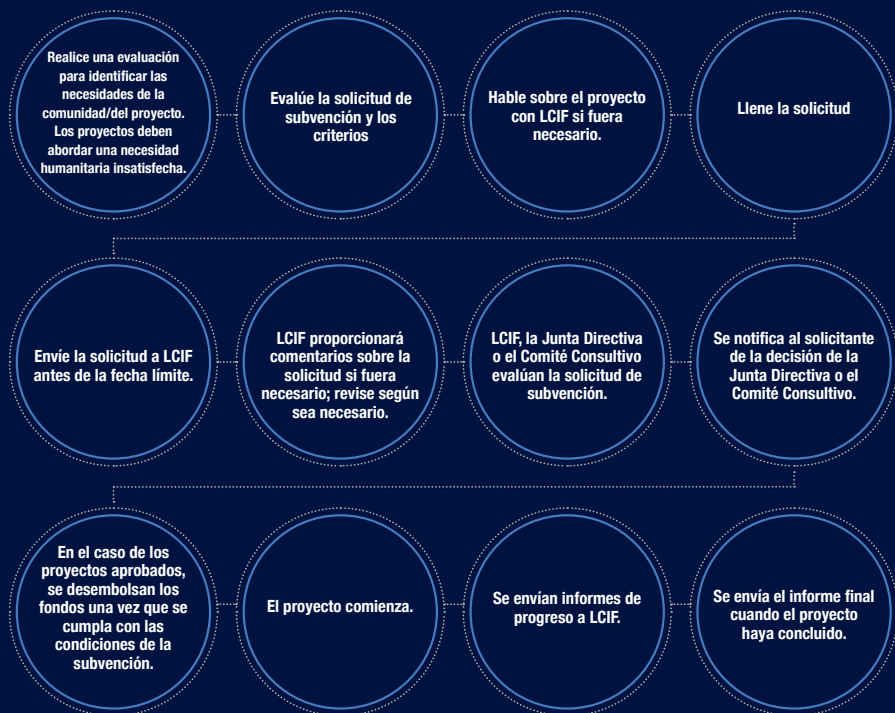 Realice una evaluación
para identificar las
necesidades de la
comunidad/del proyecto.
Los proyectos deben
abordar una necesidad
humanitaria insatisfecha.
Evalúe la solicitud de
subvención y los
criterios
Hable sobre el proyecto
con LCIF si fuera
necesario.
Llene la solicitud
Envíe la solicitud a LCIF
antes de la fecha límite.
LCIF proporcionará
comentarios sobre la
solicitud si fuera
necesario; revise según
sea necesario.
LCIF, la Junta Directiva
o el Comité Consultivo
evalúan la solicitud de
subvención.
Se notifica al solicitante
de la decisión de la
Junta Directiva o el
Comité Consultivo.
En el caso de los
proyectos aprobados,
se desembolsan los
fondos una vez que se
cumpla con las
condiciones de la
subvención.
El proyecto comienza.
Se envían informes de
progreso a LCIF.
Se envía el informe final
cuando el proyecto
haya concluido.